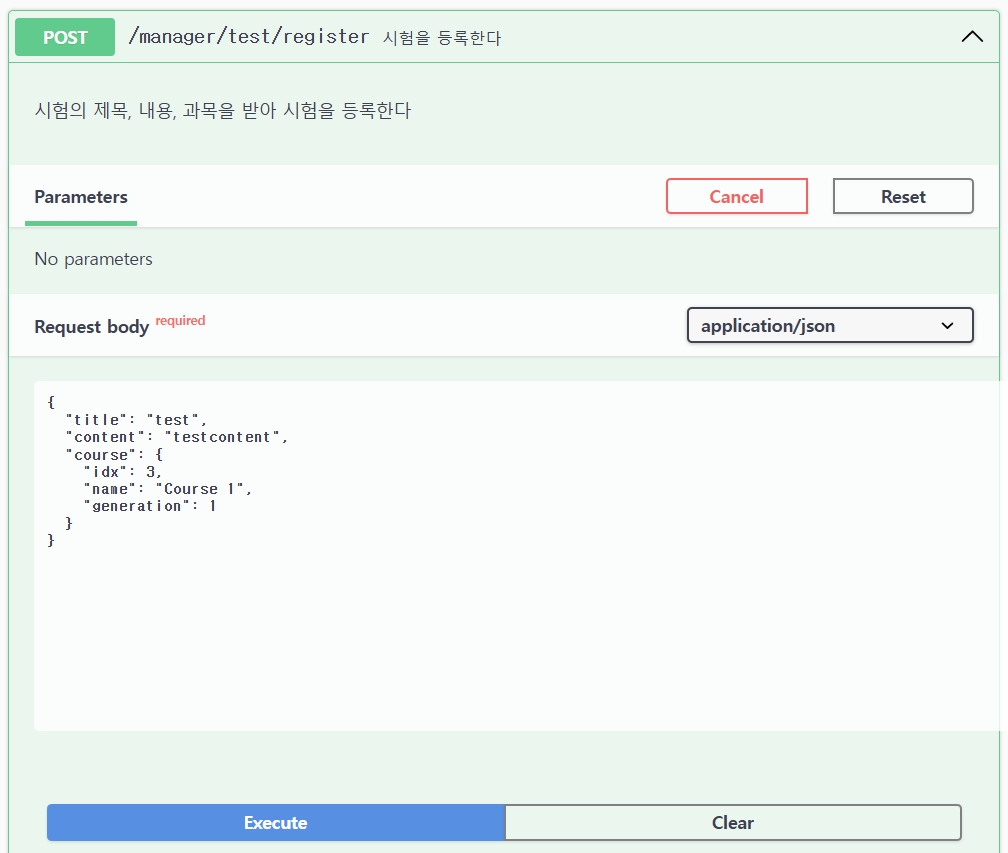 POST /manager/test/register 시험을 등록한다
시험의 제목, 내용, 과목을 받아 시험을 등록한다
Parameters Cancel Reset
No parameters
Request body required application/json
{
"title": "test",
"content": "testcontent",
"course": {
"idx": 3,
"name": "Course 1",
"generation": 1
}
}
Execute Clear